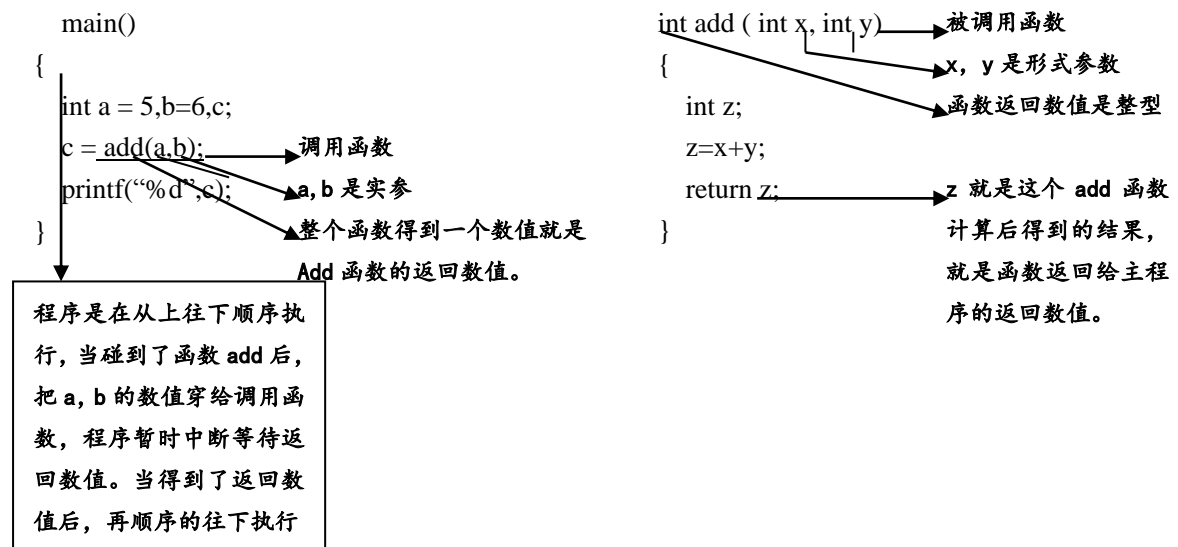 main()
{
int a = 5,b=6,c;
c = add(a,b);
printf(“%d”,c);
}
调用函数
a,b 是实参
整个函数得到一个数值就是
Add 函数的返回数值。
程序是在从上往下顺序执
行，当碰到了函数 add 后，
把 a，b 的数值穿给调用函
数，程序暂时中断等待返
回数值。当得到了返回数
值后，再顺序的往下执行
int add ( int x, int y)
{
int z;
z=x+y;
return z;
}
被调用函数
x，y 是形式参数
函数返回数值是整型
z 就是这个 add 函数
计算后得到的结果，
就是函数返回给主程
序的返回数值。